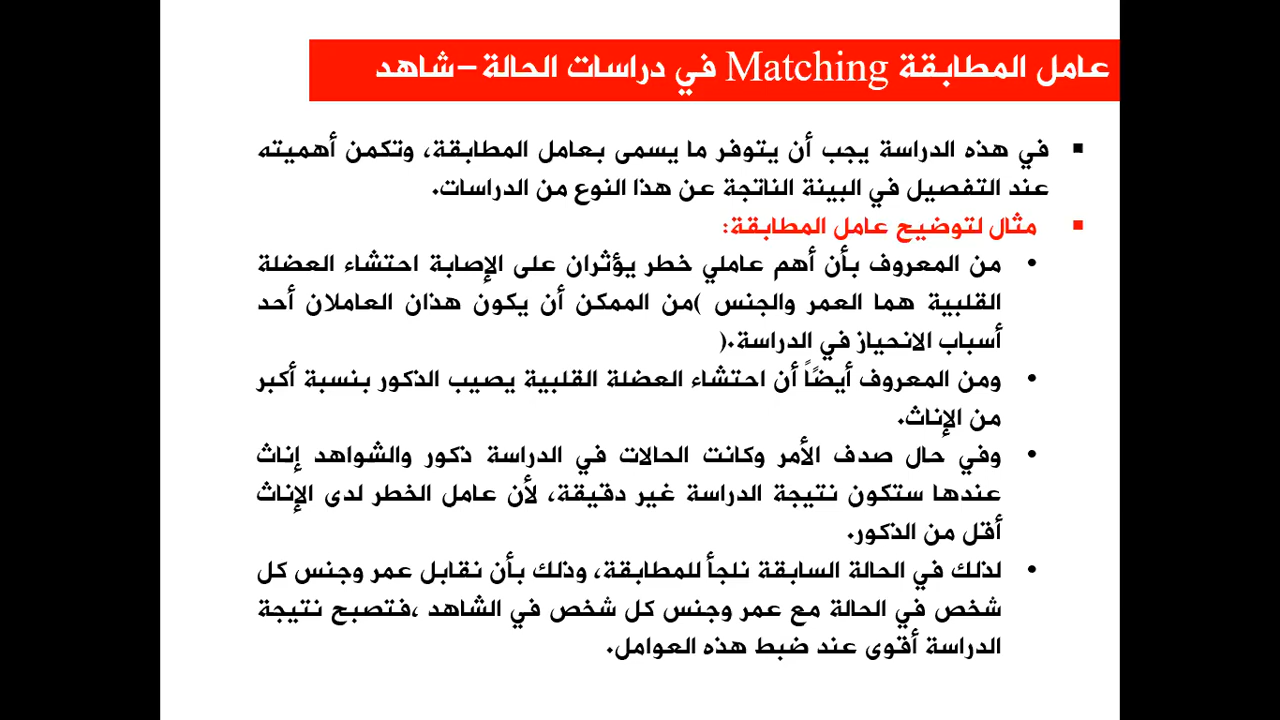 عامل المطابقة Matching في دراسات الحالة–شاهد
▪ في هذه الدراسة يجب أن يتوفر ما يسمى بعامل المطابقة، وتكمن أهميته
عند التفصيل في البينة الناتجة عن هذا النوع من الدراسات.
▪ مثال لتوضيح عامل المطابقة:
• من المعروف بأن أهم عاملي خطر يؤثران على الإصابة احتشاء العضلة
القلبية هما العمر والجنس )من الممكن أن يكون هذان العاملان أحد
أسباب الانحياز في الدراسة.(
• ومن المعروف أيضًاً أن احتشاء العضلة القلبية يصيب الذكور بنسبة أكبر
من الإناث.
• وفي حال صدف الأمر وكانت الحالات في الدراسة ذكور والشواهد إناث
عندها ستكون نتيجة الدراسة غير دقيقة، لأن عامل الخطر لدى الإناث
أقل من الذكور.
• لذلك في الحالة السابقة نلجأ للمطابقة، وذلك بأن نقابل عمر وجنس كل
شخص في الحالة مع عمر وجنس كل شخص في الشاهد ،فتصبح نتيجة
الدراسة أقوى عند ضبط هذه العوامل.